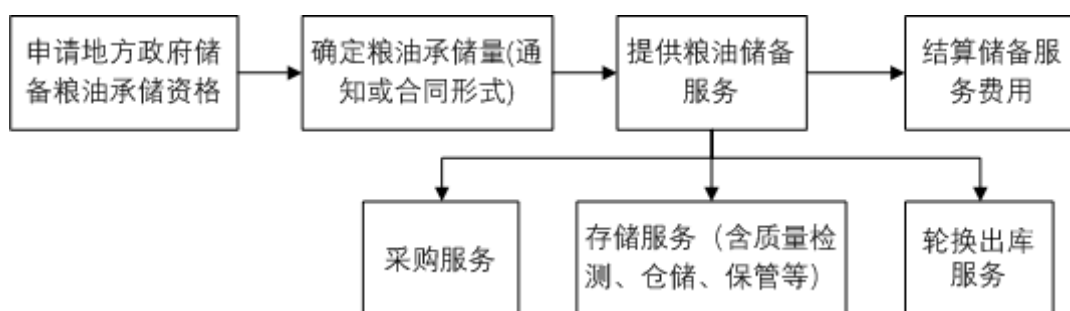 申请地方政府储
备粮油承储资格
确定粮油承储量(通
知或合同形式)
提供粮油储备
服务
结算储备服
务费用
采购服务
存储服务（含质量检
测、仓储、保管等）
轮换出库
服务